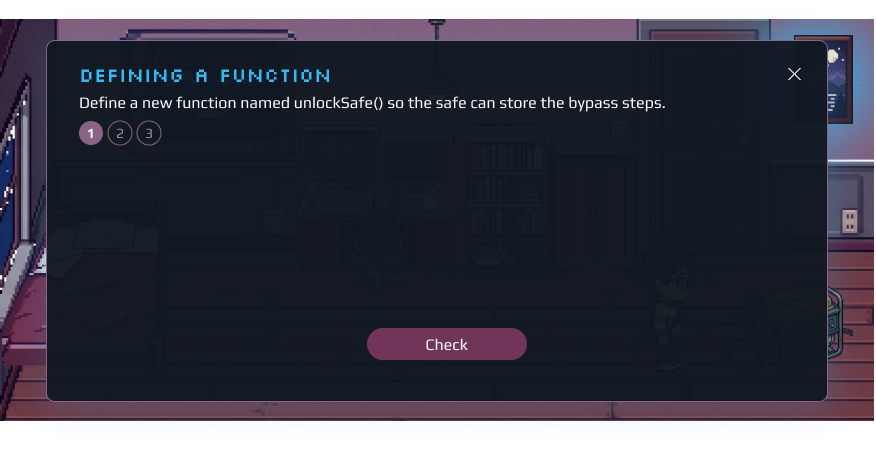 DEFINING A FUNCTION
Define a new function named unlockSafe() so the safe can store the bypass steps.
1 2 3
Check